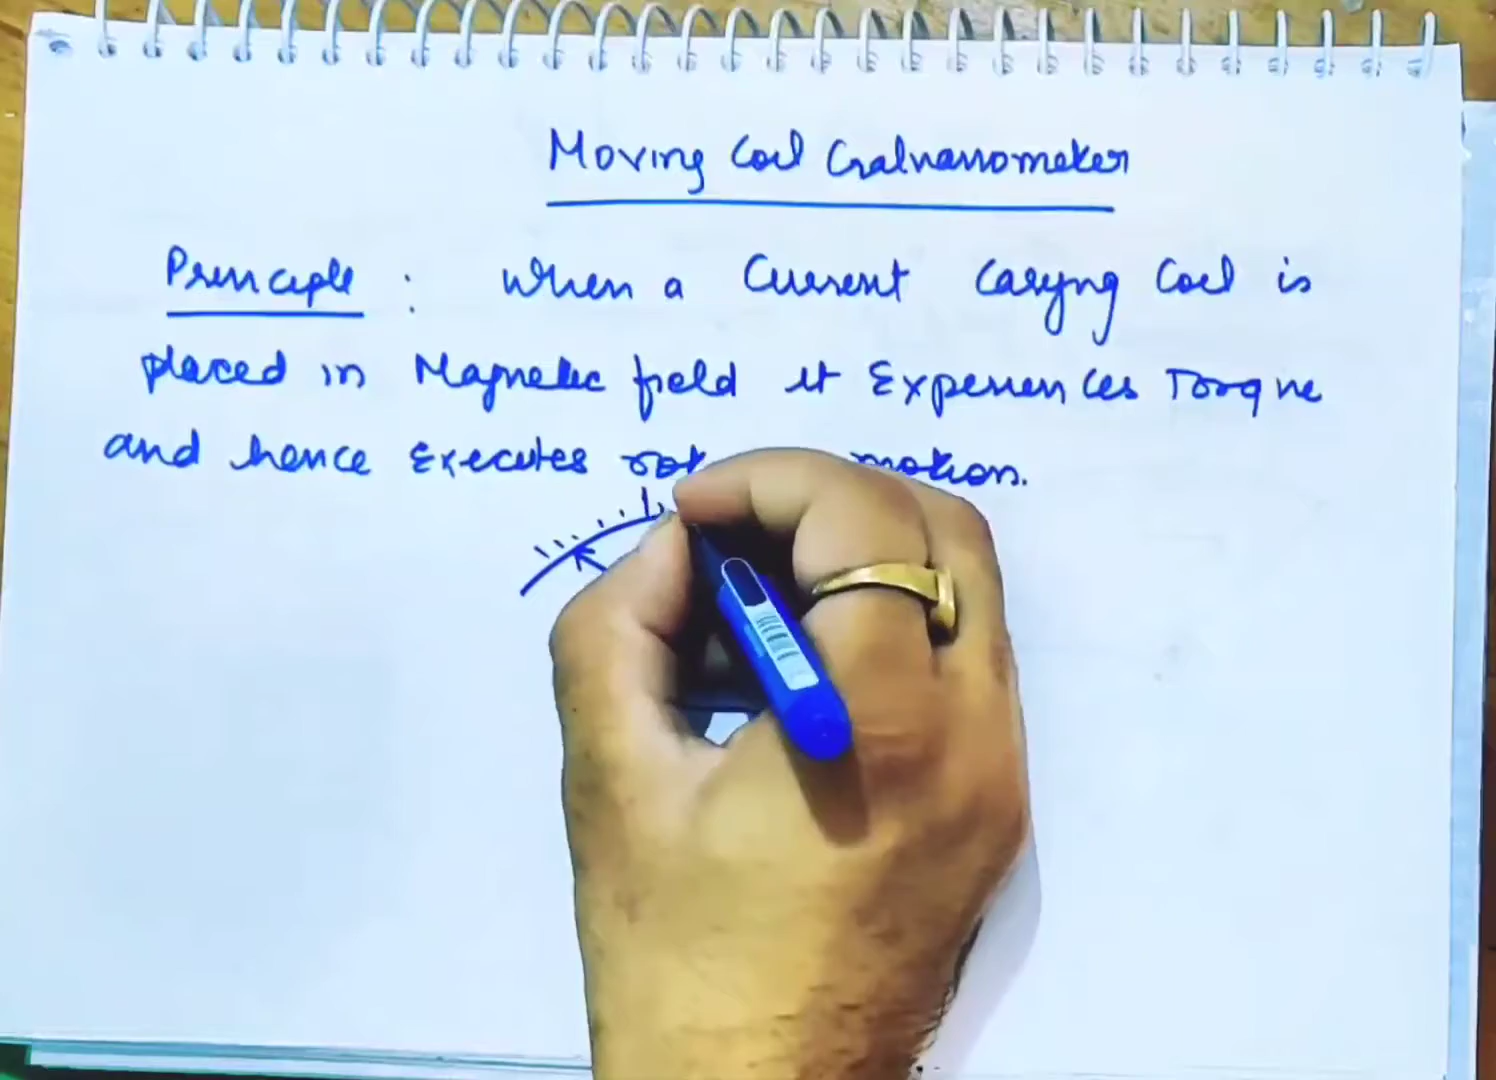 Moving Coil Galvanometer
Principle : When a Current Carying Coil is
placed in Magnetic field it Experiences Torque
and hence Executes motion.